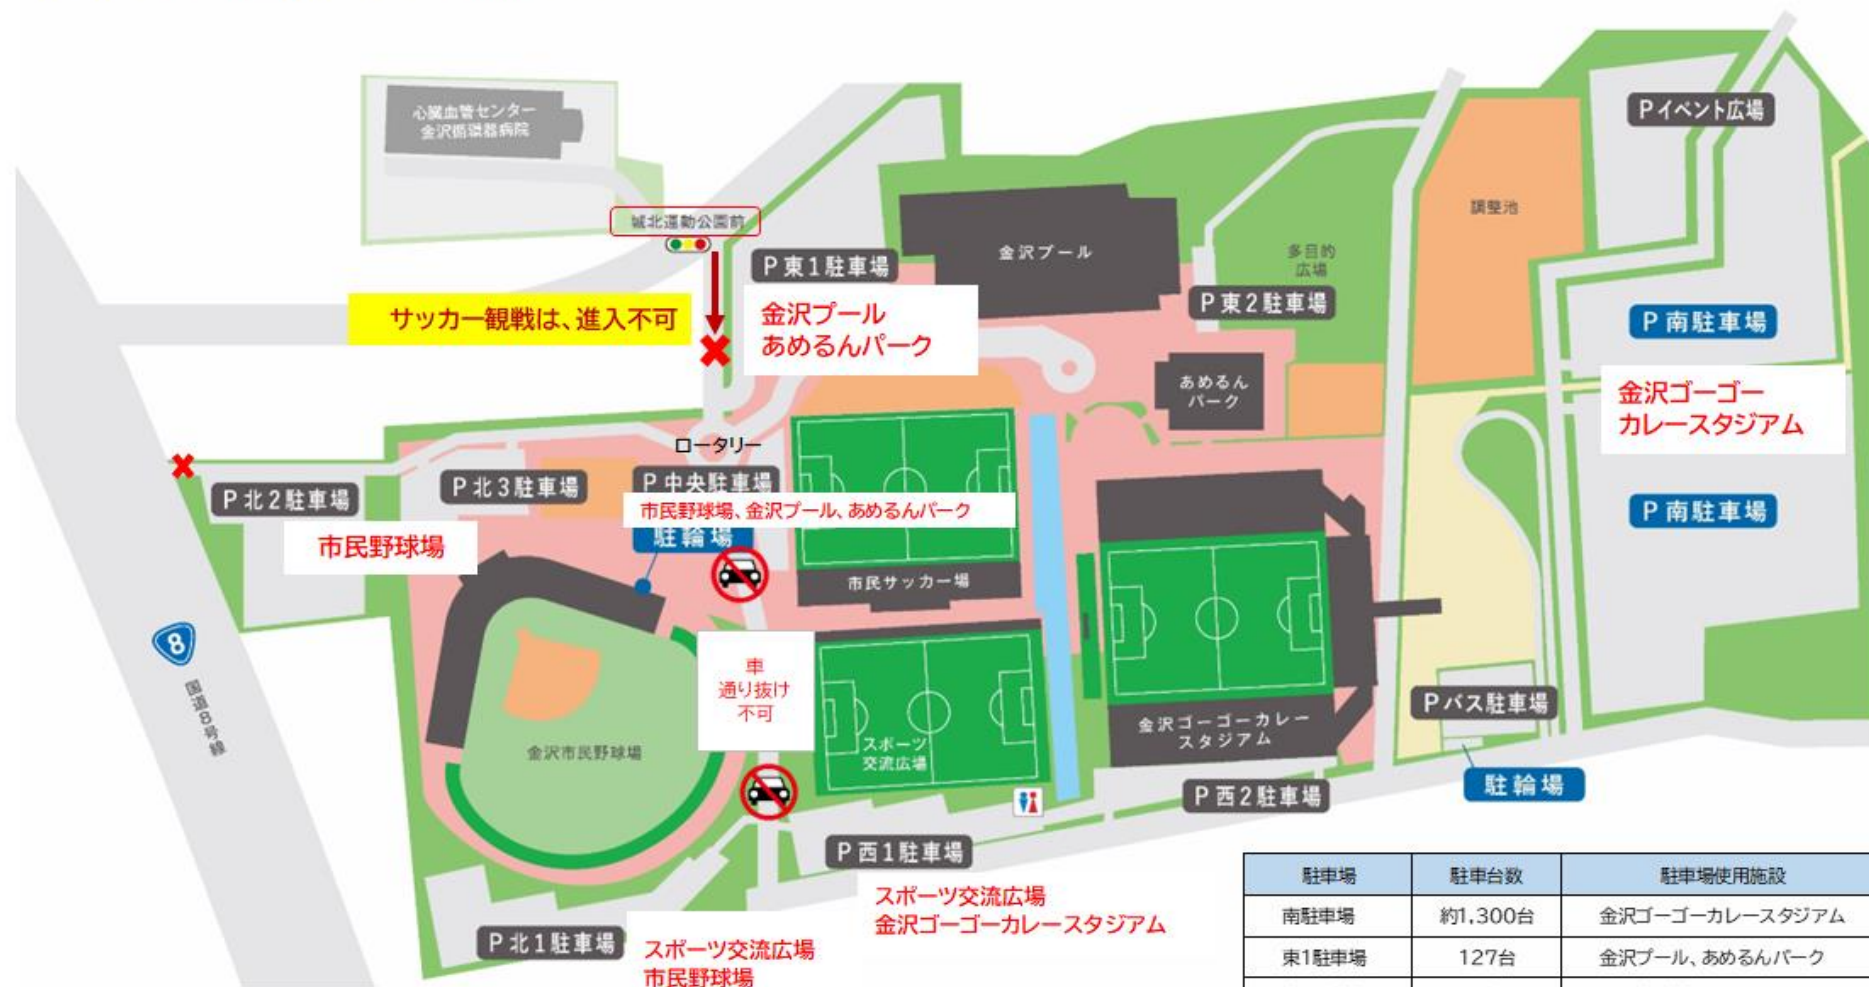 心臓血管センター
金沢循環器病院
城北運動公園前
サッカー観戦は、進入不可
P東1駐車場
金沢プール
あめるんパーク
金沢プール
多目的
広場
P東2駐車場
あめるん
パーク
調整池
Pイベント広場
P南駐車場
金沢ゴーゴー
カレースタジアム
P南駐車場
ロータリー
P北2駐車場
市民野球場
P北3駐車場
P中央駐車場
市民野球場、金沢プール、あめるんパーク
駐輪場
市民サッカー場
8
国道8号線
車
通り抜け
不可
金沢市民野球場
スポーツ
交流広場
金沢ゴーゴーカレー
スタジアム
Pバス駐車場
駐輪場
P西2駐車場
P西1駐車場
スポーツ交流広場
金沢ゴーゴーカレースタジアム
P北1駐車場
スポーツ交流広場
市民野球場
駐車場 駐車台数 駐車場使用施設
南駐車場 約1,300台 金沢ゴーゴーカレースタジアム
東1駐車場 127台 金沢プール、あめるんパーク